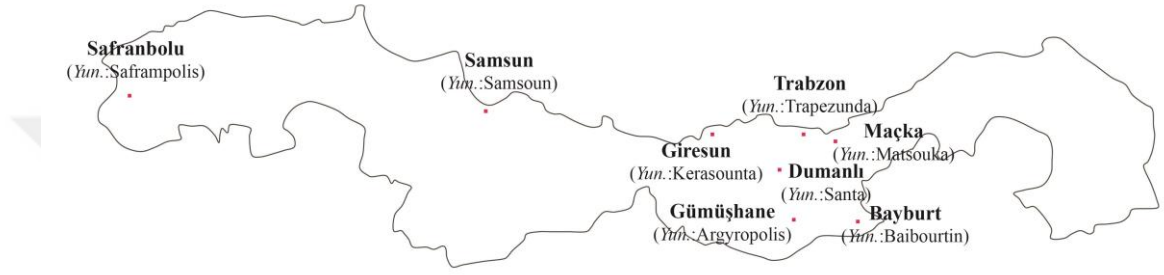 Safranbolu
(Yun.:Saframpolis)
Samsun
(Yun.:Samsoun)
Trabzon
(Yun.:Trapezunda)
Maçka
(Yun.:Matsouka)
Giresun
(Yun.:Kerasounta)
Dumanlı
(Yun.:Santa)
Gümüşhane
(Yun.:Argyropolis)
Bayburt
(Yun.:Baibourtin)